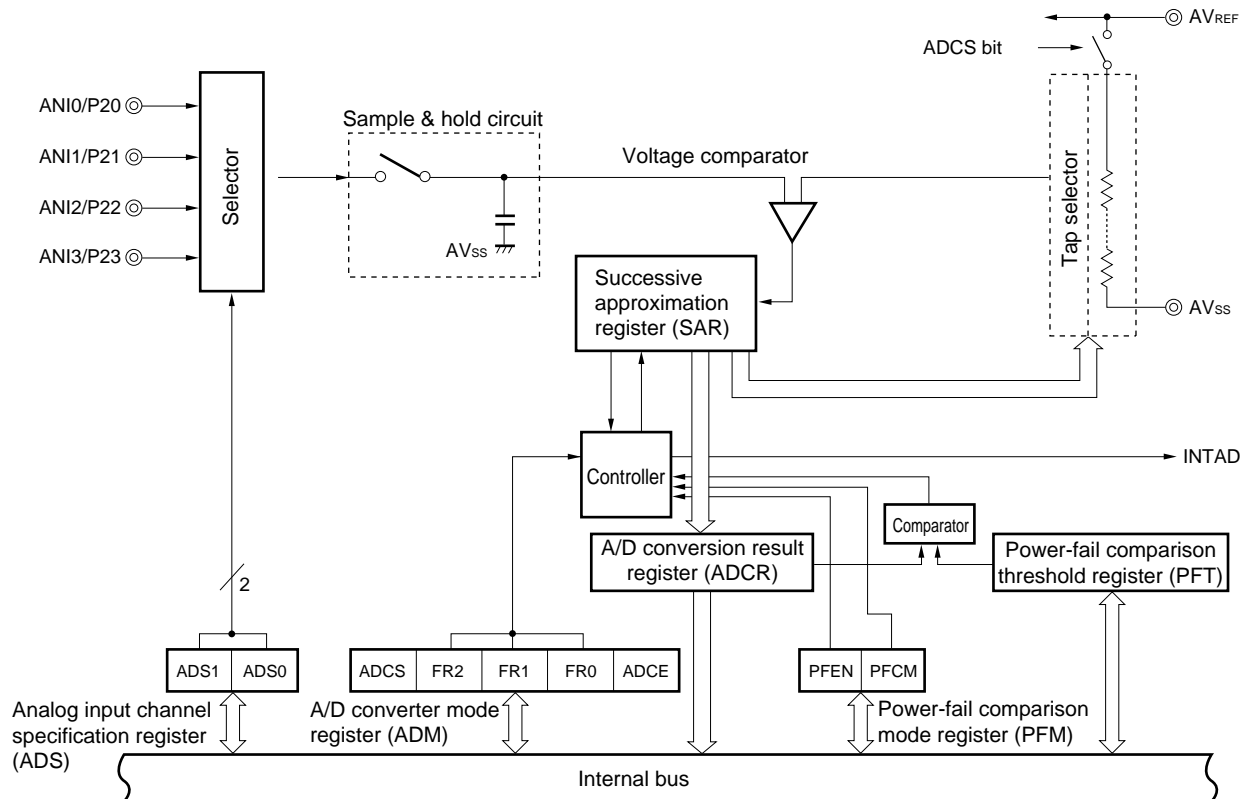 AVREF
ADCS bit
ANI0/P20
ANI1/P21
ANI2/P22
ANI3/P23
Selector
Sample & hold circuit
AVSS
Voltage comparator
Tap selector
AVSS
Successive
approximation
register (SAR)
Controller
INTAD
Comparator
A/D conversion result
register (ADCR)
Power-fail comparison
threshold register (PFT)
2
ADS1 ADS0
ADCS FR2 FR1 FR0 ADCE
PFEN PFCM
Analog input channel
specification register
(ADS)
A/D converter mode
register (ADM)
Power-fail comparison
mode register (PFM)
Internal bus